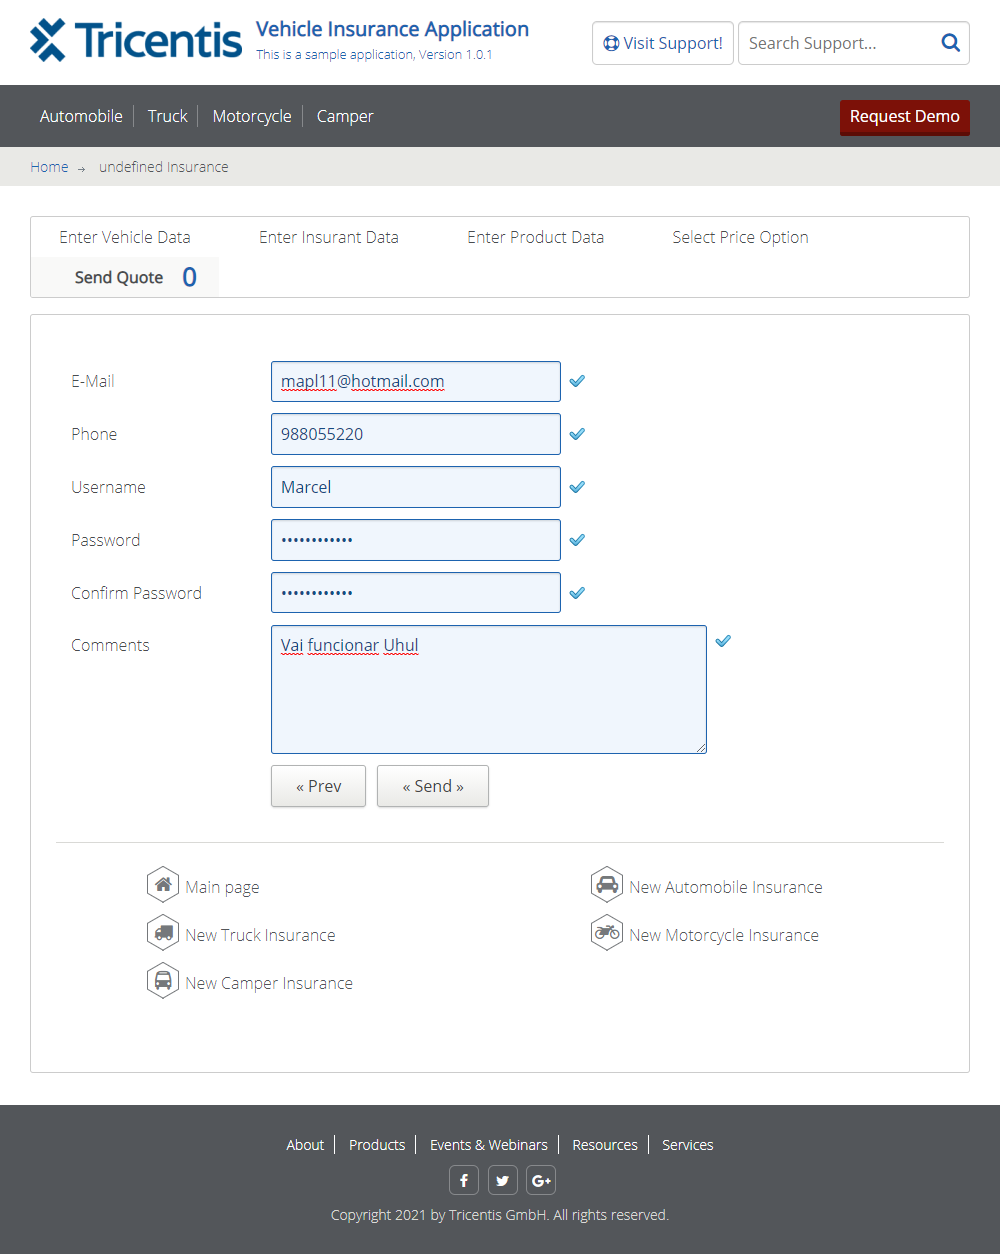 Tricentis
Vehicle Insurance Application
This is a sample application, Version 1.0.1
Visit Support!
Search Support...
Automobile
Truck
Motorcycle
Camper
Request Demo
Home → undefined Insurance
Enter Vehicle Data
Enter Insurant Data
Enter Product Data
Select Price Option
Send Quote 0
E-Mail
mapl11@hotmail.com
Phone
988055220
Username
Marcel
Password
••••••••••••
Confirm Password
••••••••••••
Comments
Vai funcionar Uhul
« Prev
« Send »
Main page
New Automobile Insurance
New Truck Insurance
New Motorcycle Insurance
New Camper Insurance
About
Products
Events & Webinars
Resources
Services
Copyright 2021 by Tricentis GmbH. All rights reserved.